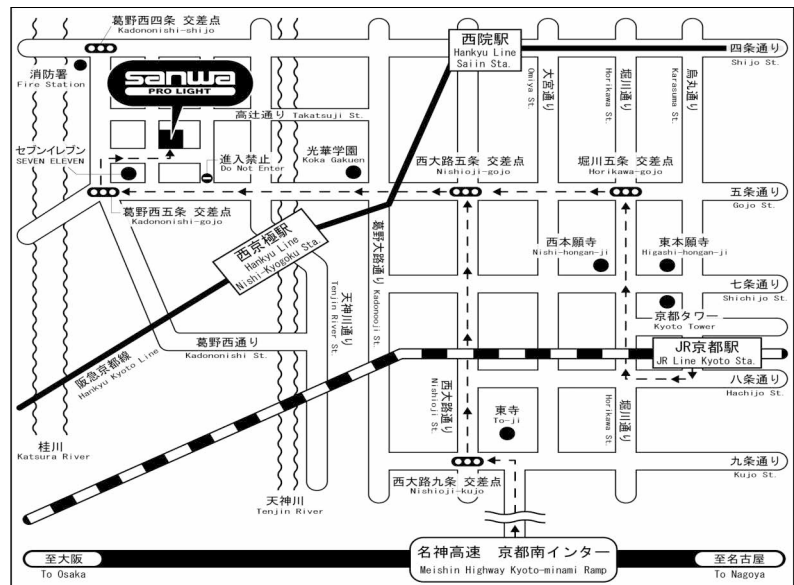 葛野西四条 交差点
Kadononishi-shijo
西院駅
Hankyu Line
Saiin Sta.
四条通り
Shijo St.
消防署
Fire Station
sanwa
PRO LIGHT
大宮通り
Omiya St.
堀川通り
Horikawa St.
烏丸通り
Karasuma St.
高辻通り Takatsuji St.
セブンイレブン
SEVEN ELEVEN
進入禁止
Do Not Enter
光華学園
Koka Gakuen
西大路五条 交差点
Nishioji-gojo
堀川五条 交差点
Horikawa-gojo
五条通り
Gojo St.
葛野西五条 交差点
Kadononishi-gojo
西京極駅
Hankyu Line
Nishi-Kyogoku Sta.
葛野大路通り Kadonooji St.
西本願寺
Nishi-hongan-ji
東本願寺
Higashi-hongan-ji
七条通り
Shichijo St.
天神川通り
Tenjin River St.
京都タワー
Kyoto Tower
葛野西通り
Kadononishi St.
JR京都駅
JR Line Kyoto Sta.
阪急京都線
Hankyu Kyoto Line
八条通り
Hachijo St.
西大路通り
Nishioji St.
東寺
To-ji
堀川通り
Horikawa St.
桂川
Katsura River
九条通り
Kujo St.
西大路九条 交差点
Nishioji-kujo
天神川
Tenjin River
至大阪
To Osaka
名神高速 京都南インター
Meishin Highway Kyoto-minami Ramp
至名古屋
To Nagoya